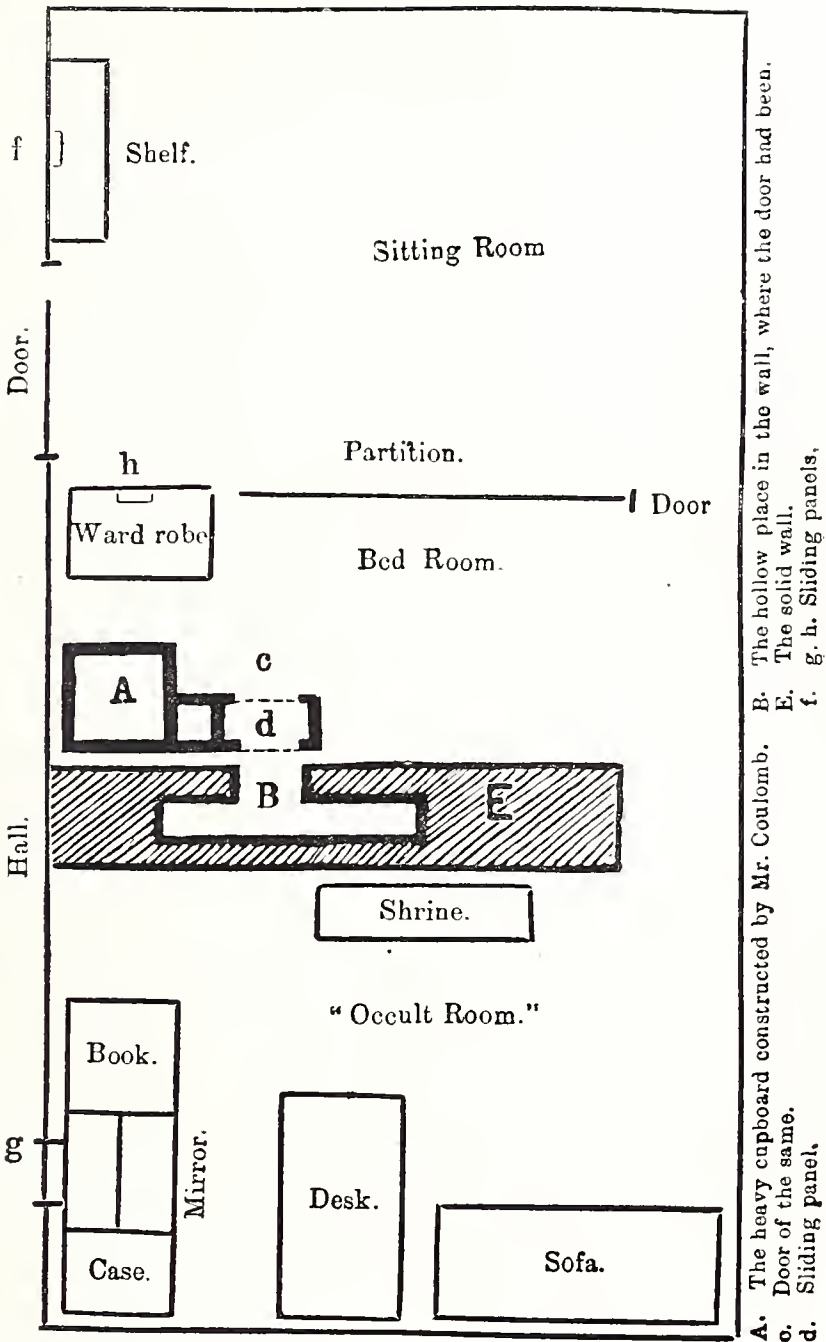 f
Shelf.
Sitting Room
Door.
Partition.
h
Ward robe
Door
Bed Room.
c
A
d
B
E
Hall.
Shrine.
"Occult Room."
Book.
g
Mirror.
Desk.
Case.
Sofa.
A. The heavy cupboard constructed by Mr. Coulomb.
c. Door of the same.
d. Sliding panel.
B. The hollow place in the wall, where the door had been.
E. The solid wall.
f. g. h. Sliding panels.